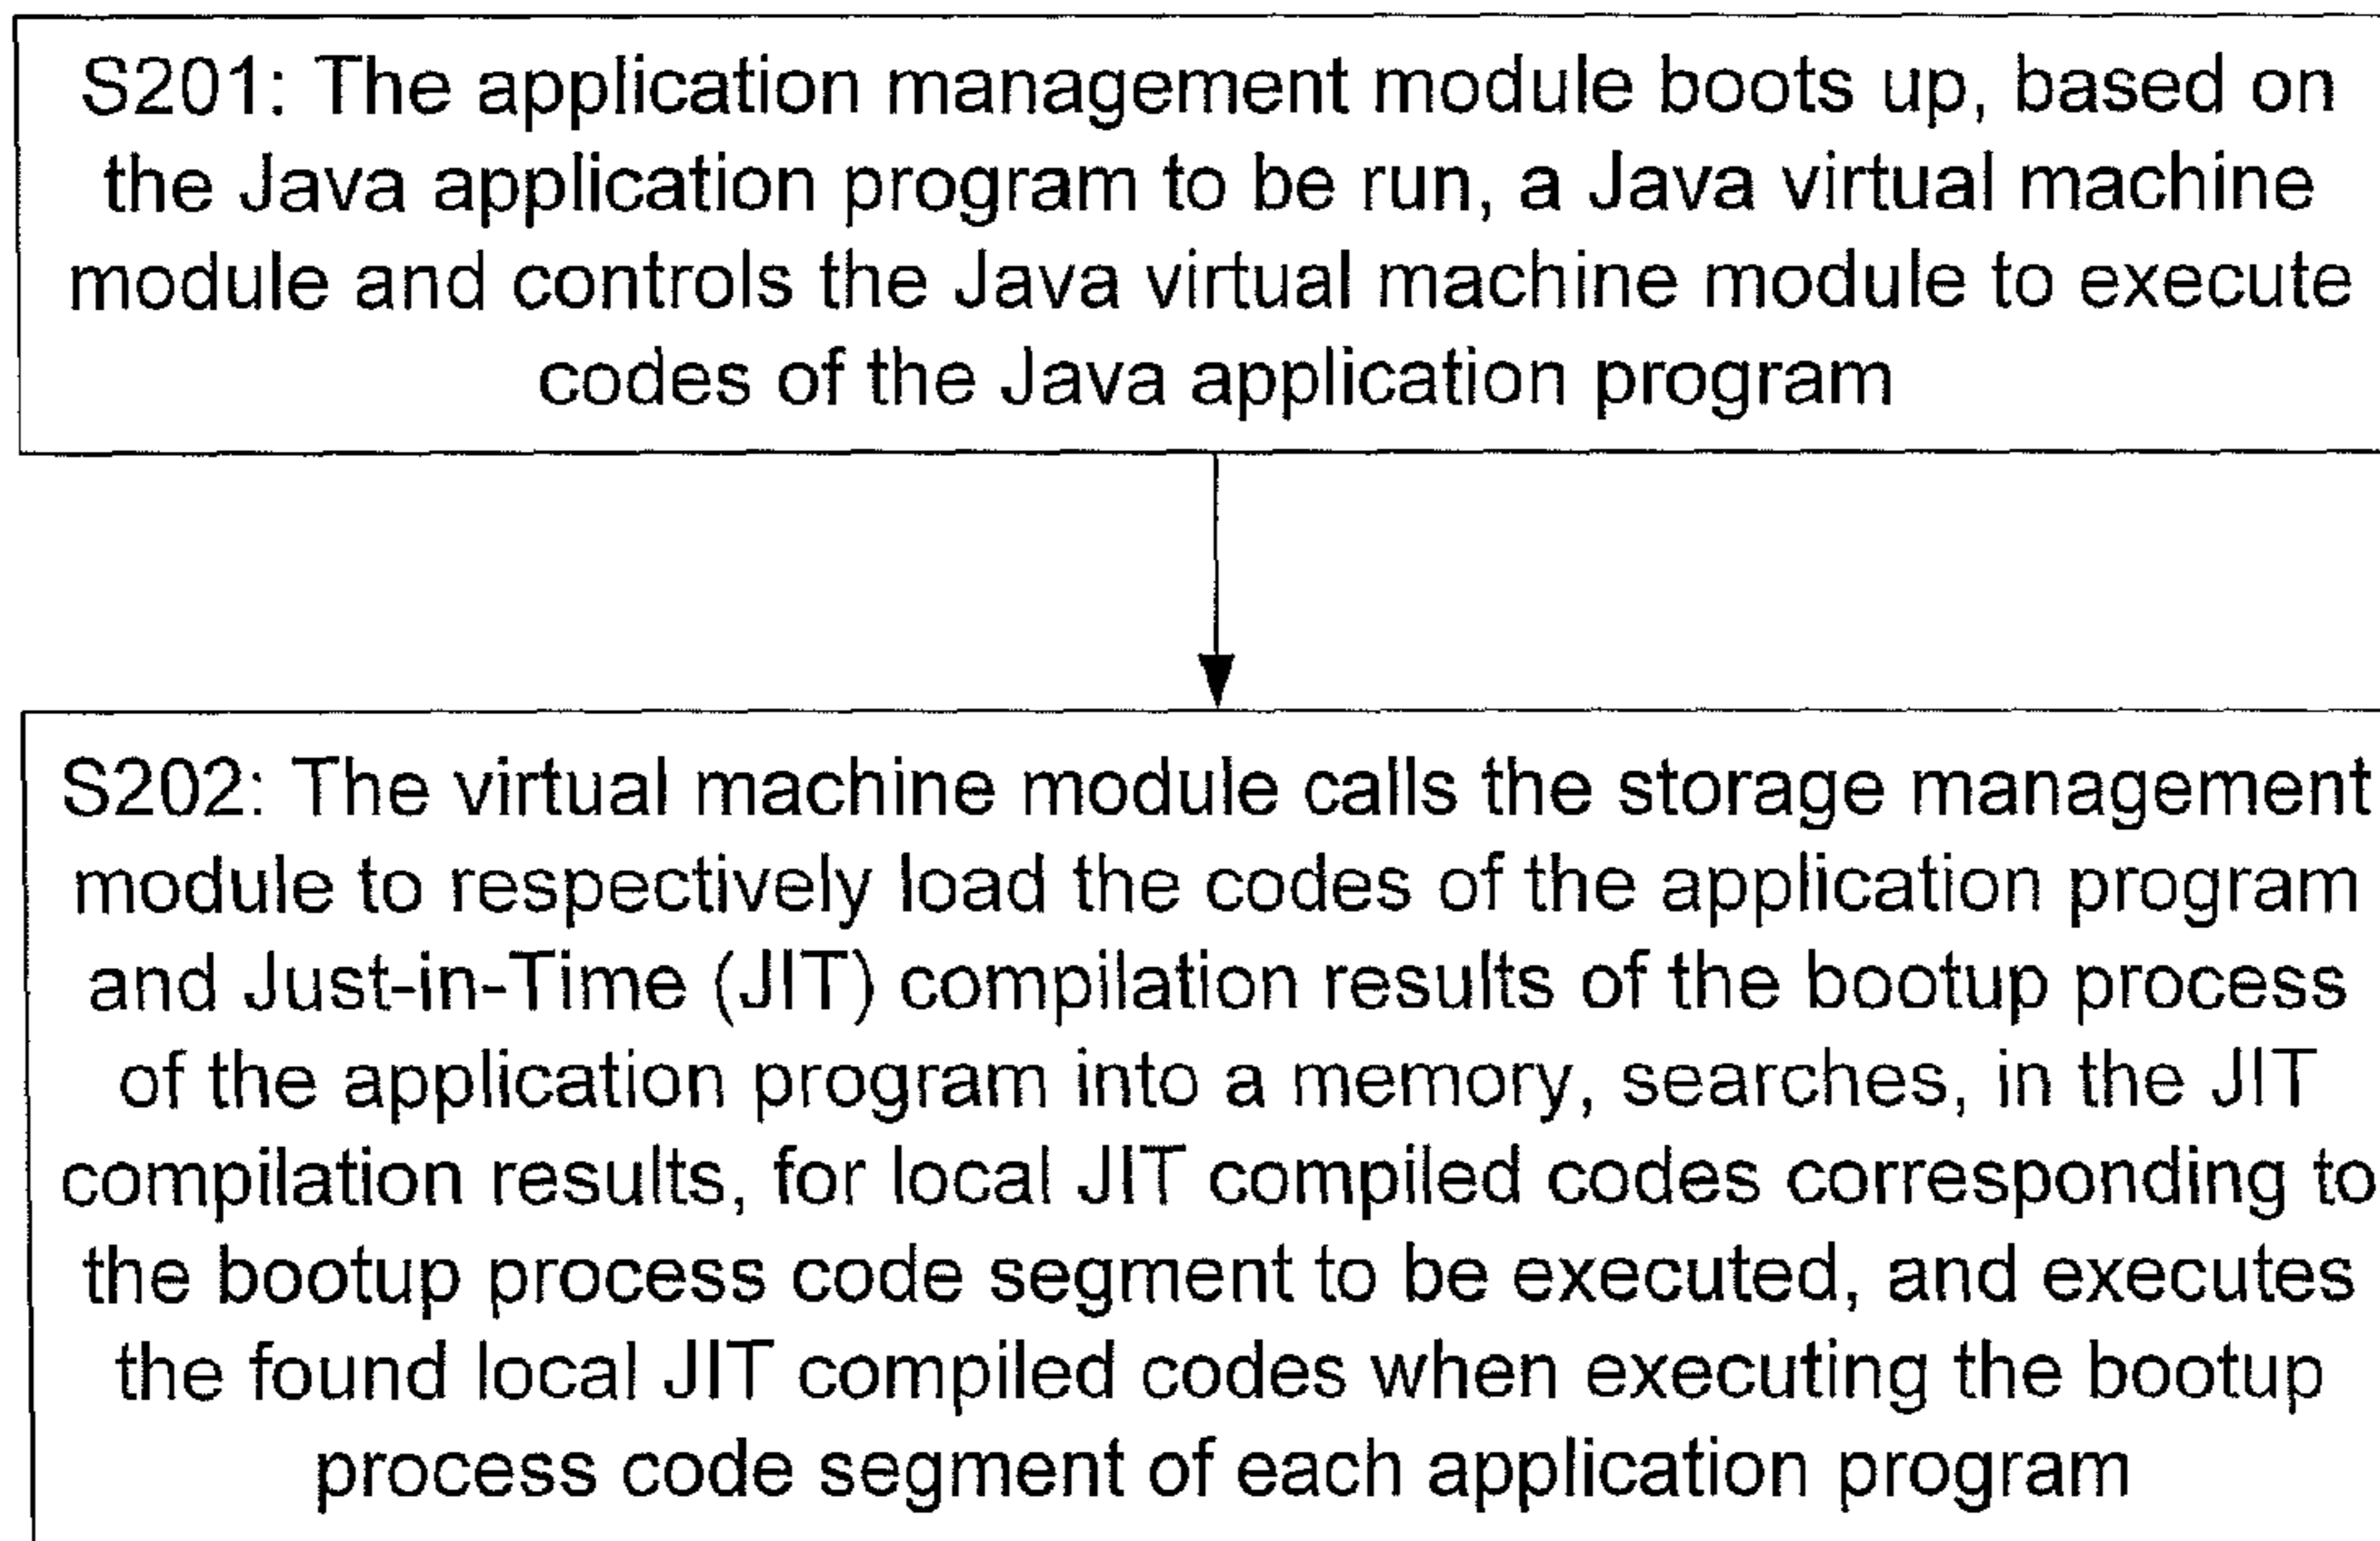 S201: The application management module boots up, based on
the Java application program to be run, a Java virtual machine
module and controls the Java virtual machine module to execute
codes of the Java application program
S202: The virtual machine module calls the storage management
module to respectively load the codes of the application program
and Just-in-Time (JIT) compilation results of the bootup process
of the application program into a memory, searches, in the JIT
compilation results, for local JIT compiled codes corresponding to
the bootup process code segment to be executed, and executes
the found local JIT compiled codes when executing the bootup
process code segment of each application program